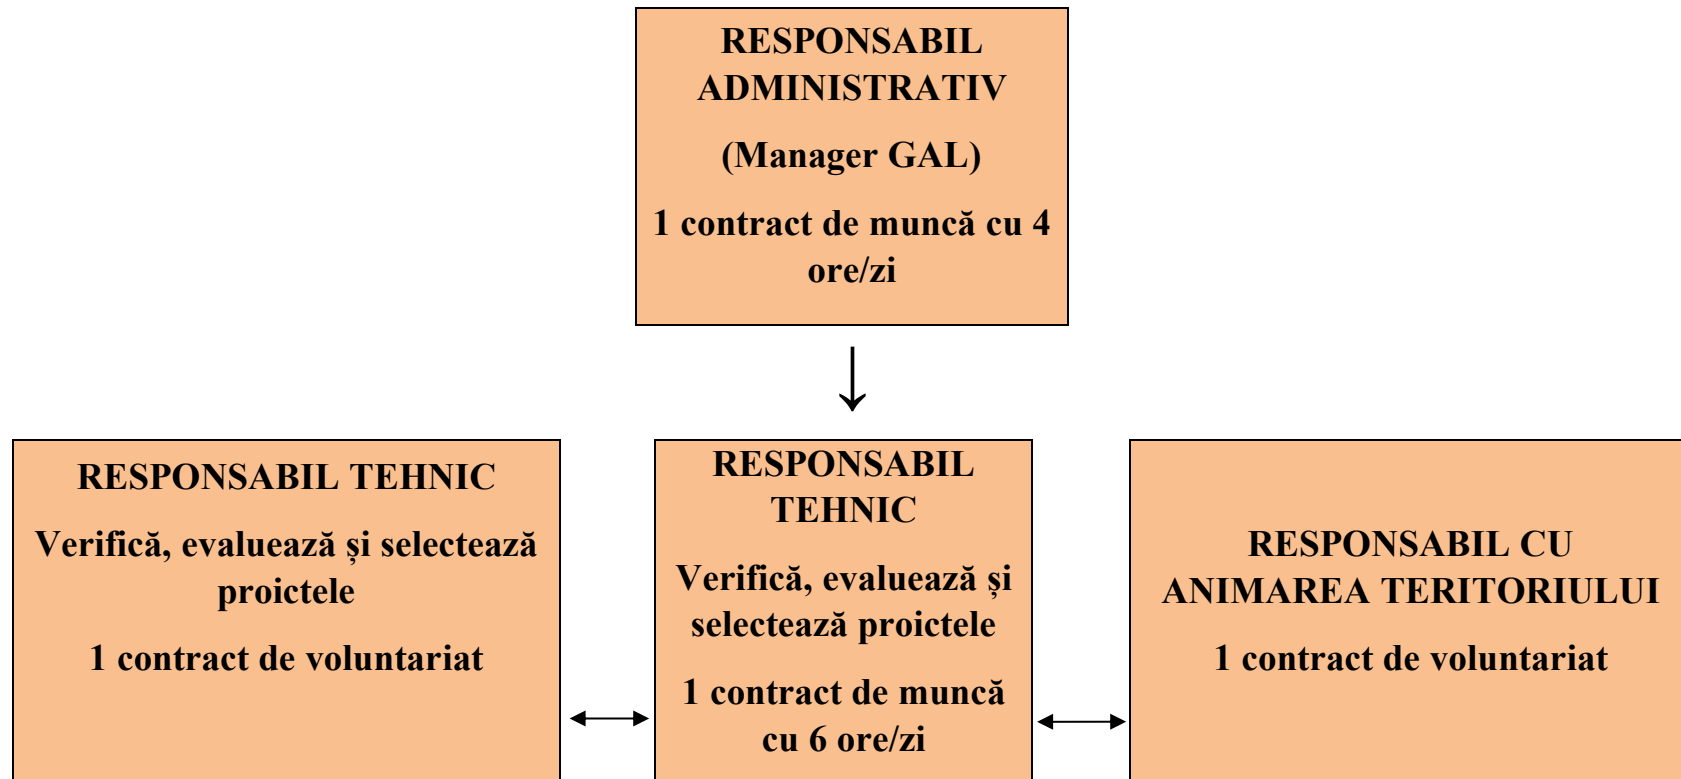 RESPONSABIL
ADMINISTRATIV
(Manager GAL)
1 contract de muncă cu 4
ore/zi
RESPONSABIL TEHNIC
Verifică, evaluează și selectează
proictele
1 contract de voluntariat
RESPONSABIL
TEHNIC
Verifică, evaluează și
selectează proictele
1 contract de muncă
cu 6 ore/zi
RESPONSABIL CU
ANIMAREA TERITORIULUI
1 contract de voluntariat